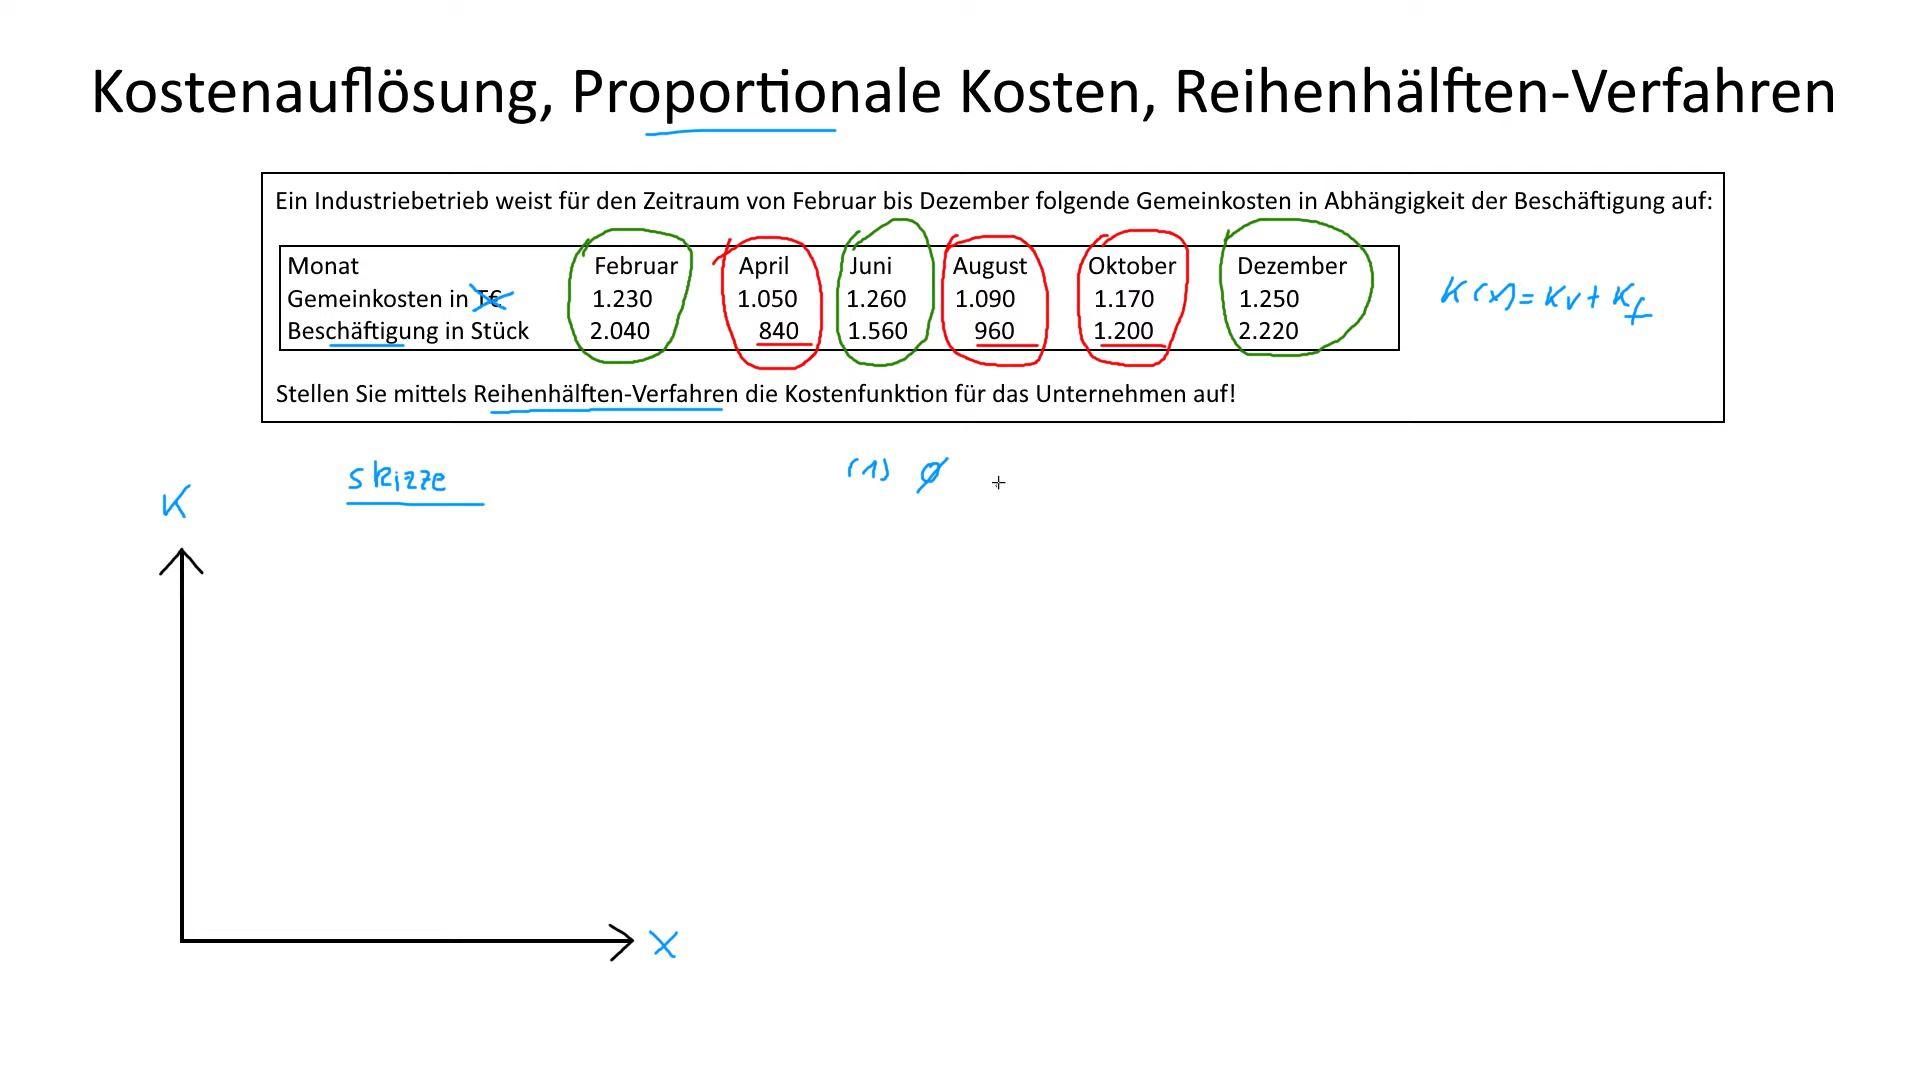 Kostenauflösung, Proportionale Kosten, Reihenhälften-Verfahren
Ein Industriebetrieb weist für den Zeitraum von Februar bis Dezember folgende Gemeinkosten in Abhängigkeit der Beschäftigung auf:
Monat Februar April Juni August Oktober Dezember
Gemeinkosten in T€ 1.230 1.050 1.260 1.090 1.170 1.250
Beschäftigung in Stück 2.040 840 1.560 960 1.200 2.220
K(x) = Kv + Kf
Stellen Sie mittels Reihenhälften-Verfahren die Kostenfunktion für das Unternehmen auf!
Skizze
(1) Ø
K
X